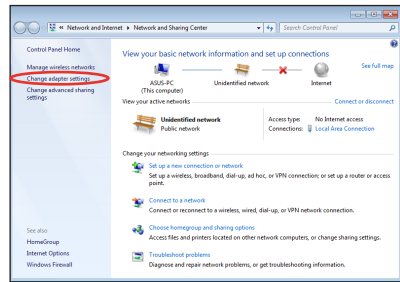 Network and Internet ▸ Network and Sharing Center
Search Control Panel
Control Panel Home
Manage wireless networks
Change adapter settings
Change advanced sharing
settings
See also
HomeGroup
Internet Options
Windows Firewall
View your basic network information and set up connections
See full map
ASUS-PC
(This computer)
Unidentified network
Internet
View your active networks
Connect or disconnect
Unidentified network
Public network
Access type: No Internet access
Connections: Local Area Connection
Change your networking settings
Set up a new connection or network
Set up a wireless, broadband, dial-up, ad hoc, or VPN connection; or set up a router or access
point.
Connect to a network
Connect or reconnect to a wireless, wired, dial-up, or VPN network connection.
Choose homegroup and sharing options
Access files and printers located on other network computers, or change sharing settings.
Troubleshoot problems
Diagnose and repair network problems, or get troubleshooting information.